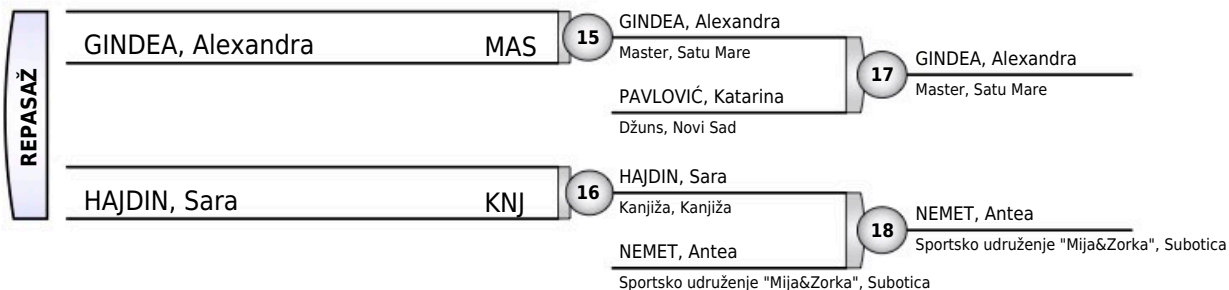 REPASAŽ
GINDEA, Alexandra MAS
15
GINDEA, Alexandra
Master, Satu Mare
PAVLOVIĆ, Katarina
Džuns, Novi Sad
17
GINDEA, Alexandra
Master, Satu Mare
HAJDIN, Sara KNJ
16
HAJDIN, Sara
Kanjiža, Kanjiža
NEMET, Antea
Sportsko udruženje "Mija&Zorka", Subotica
18
NEMET, Antea
Sportsko udruženje "Mija&Zorka", Subotica